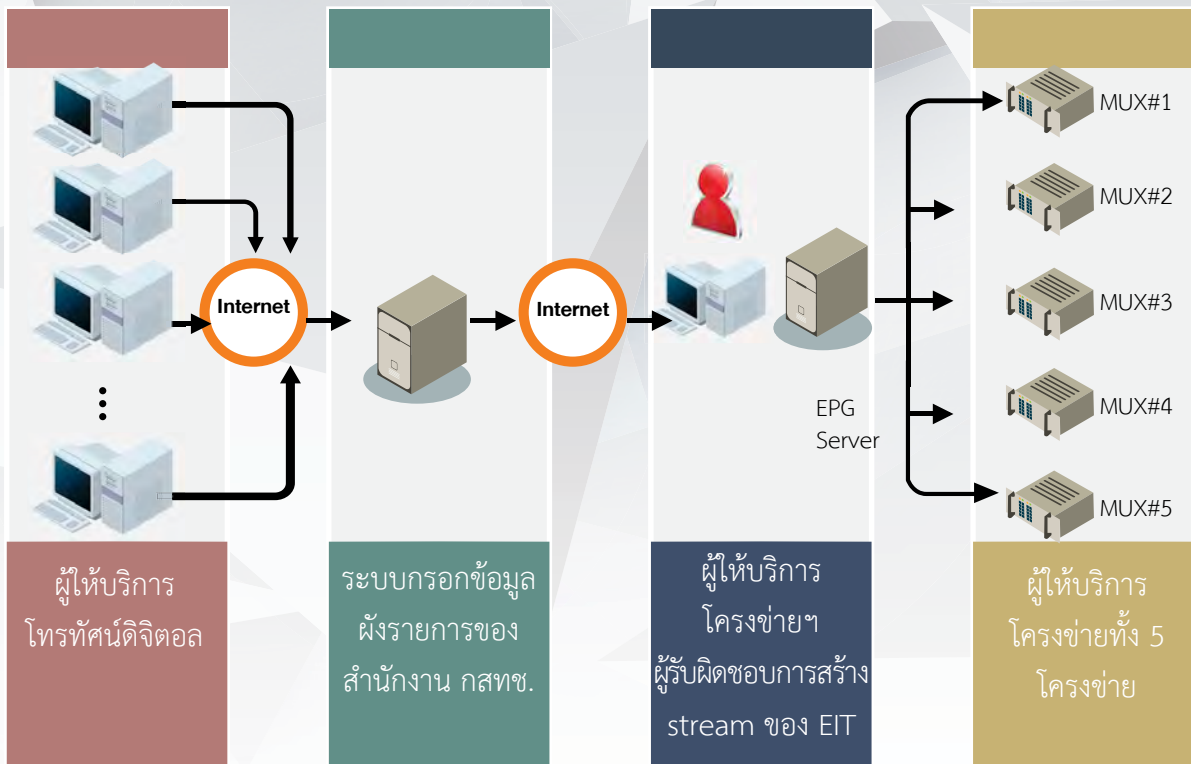 MUX#1
MUX#2
Internet
Internet
MUX#3
EPG
Server
MUX#4
MUX#5
ผู้ให้บริการ
โทรทัศน์ดิจิตอล
ระบบกรอกข้อมูล
ผังรายการของ
สำนักงาน กสทช.
ผู้ให้บริการ
โครงข่ายฯ
ผู้รับผิดชอบการสร้าง
stream ของ EIT
ผู้ให้บริการ
โครงข่ายทั้ง 5
โครงข่าย